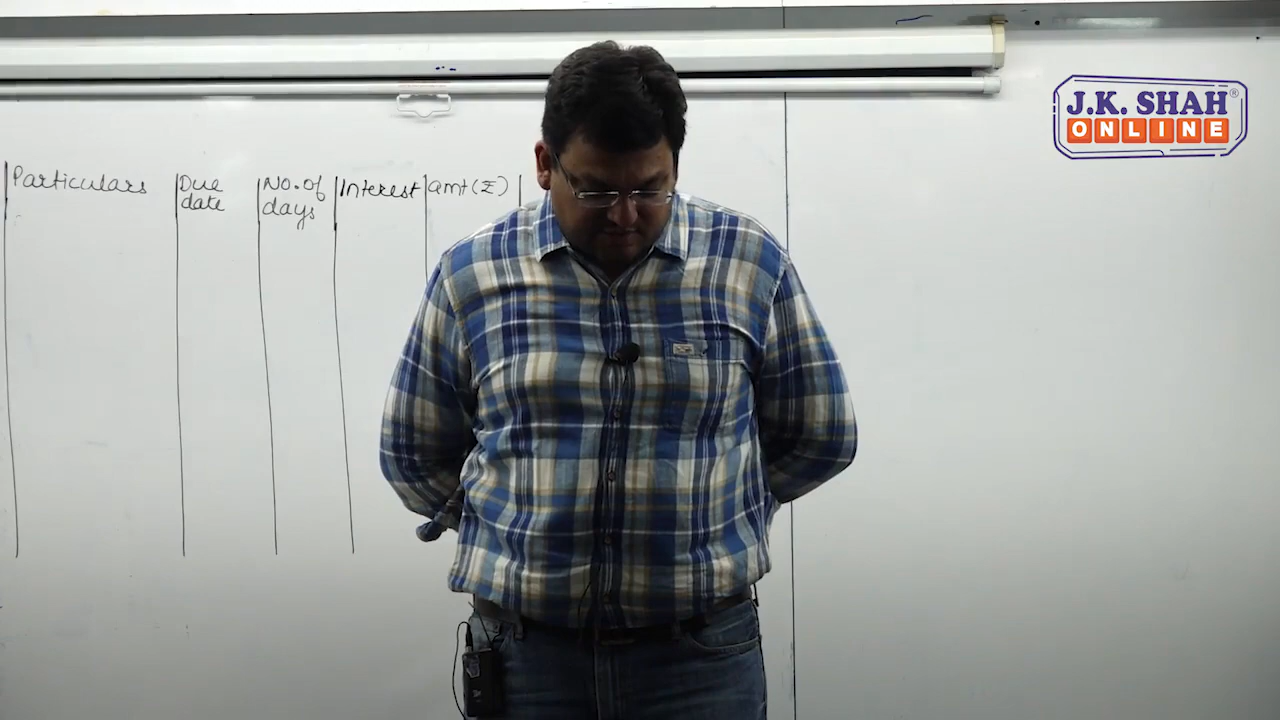 J.K. SHAH®
ONLINE
Particulars
Due
date
No. of
days
Interest
amt (₹)